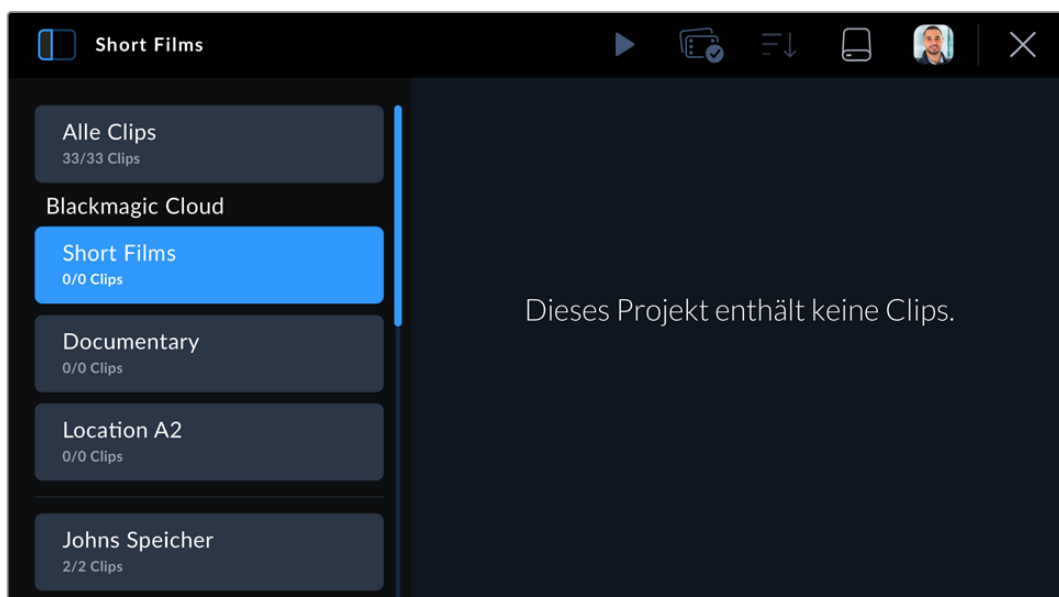 Short Films
Alle Clips
33/33 Clips
Blackmagic Cloud
Short Films
0/0 Clips
Documentary
0/0 Clips
Location A2
0/0 Clips
Johns Speicher
2/2 Clips
Dieses Projekt enthält keine Clips.